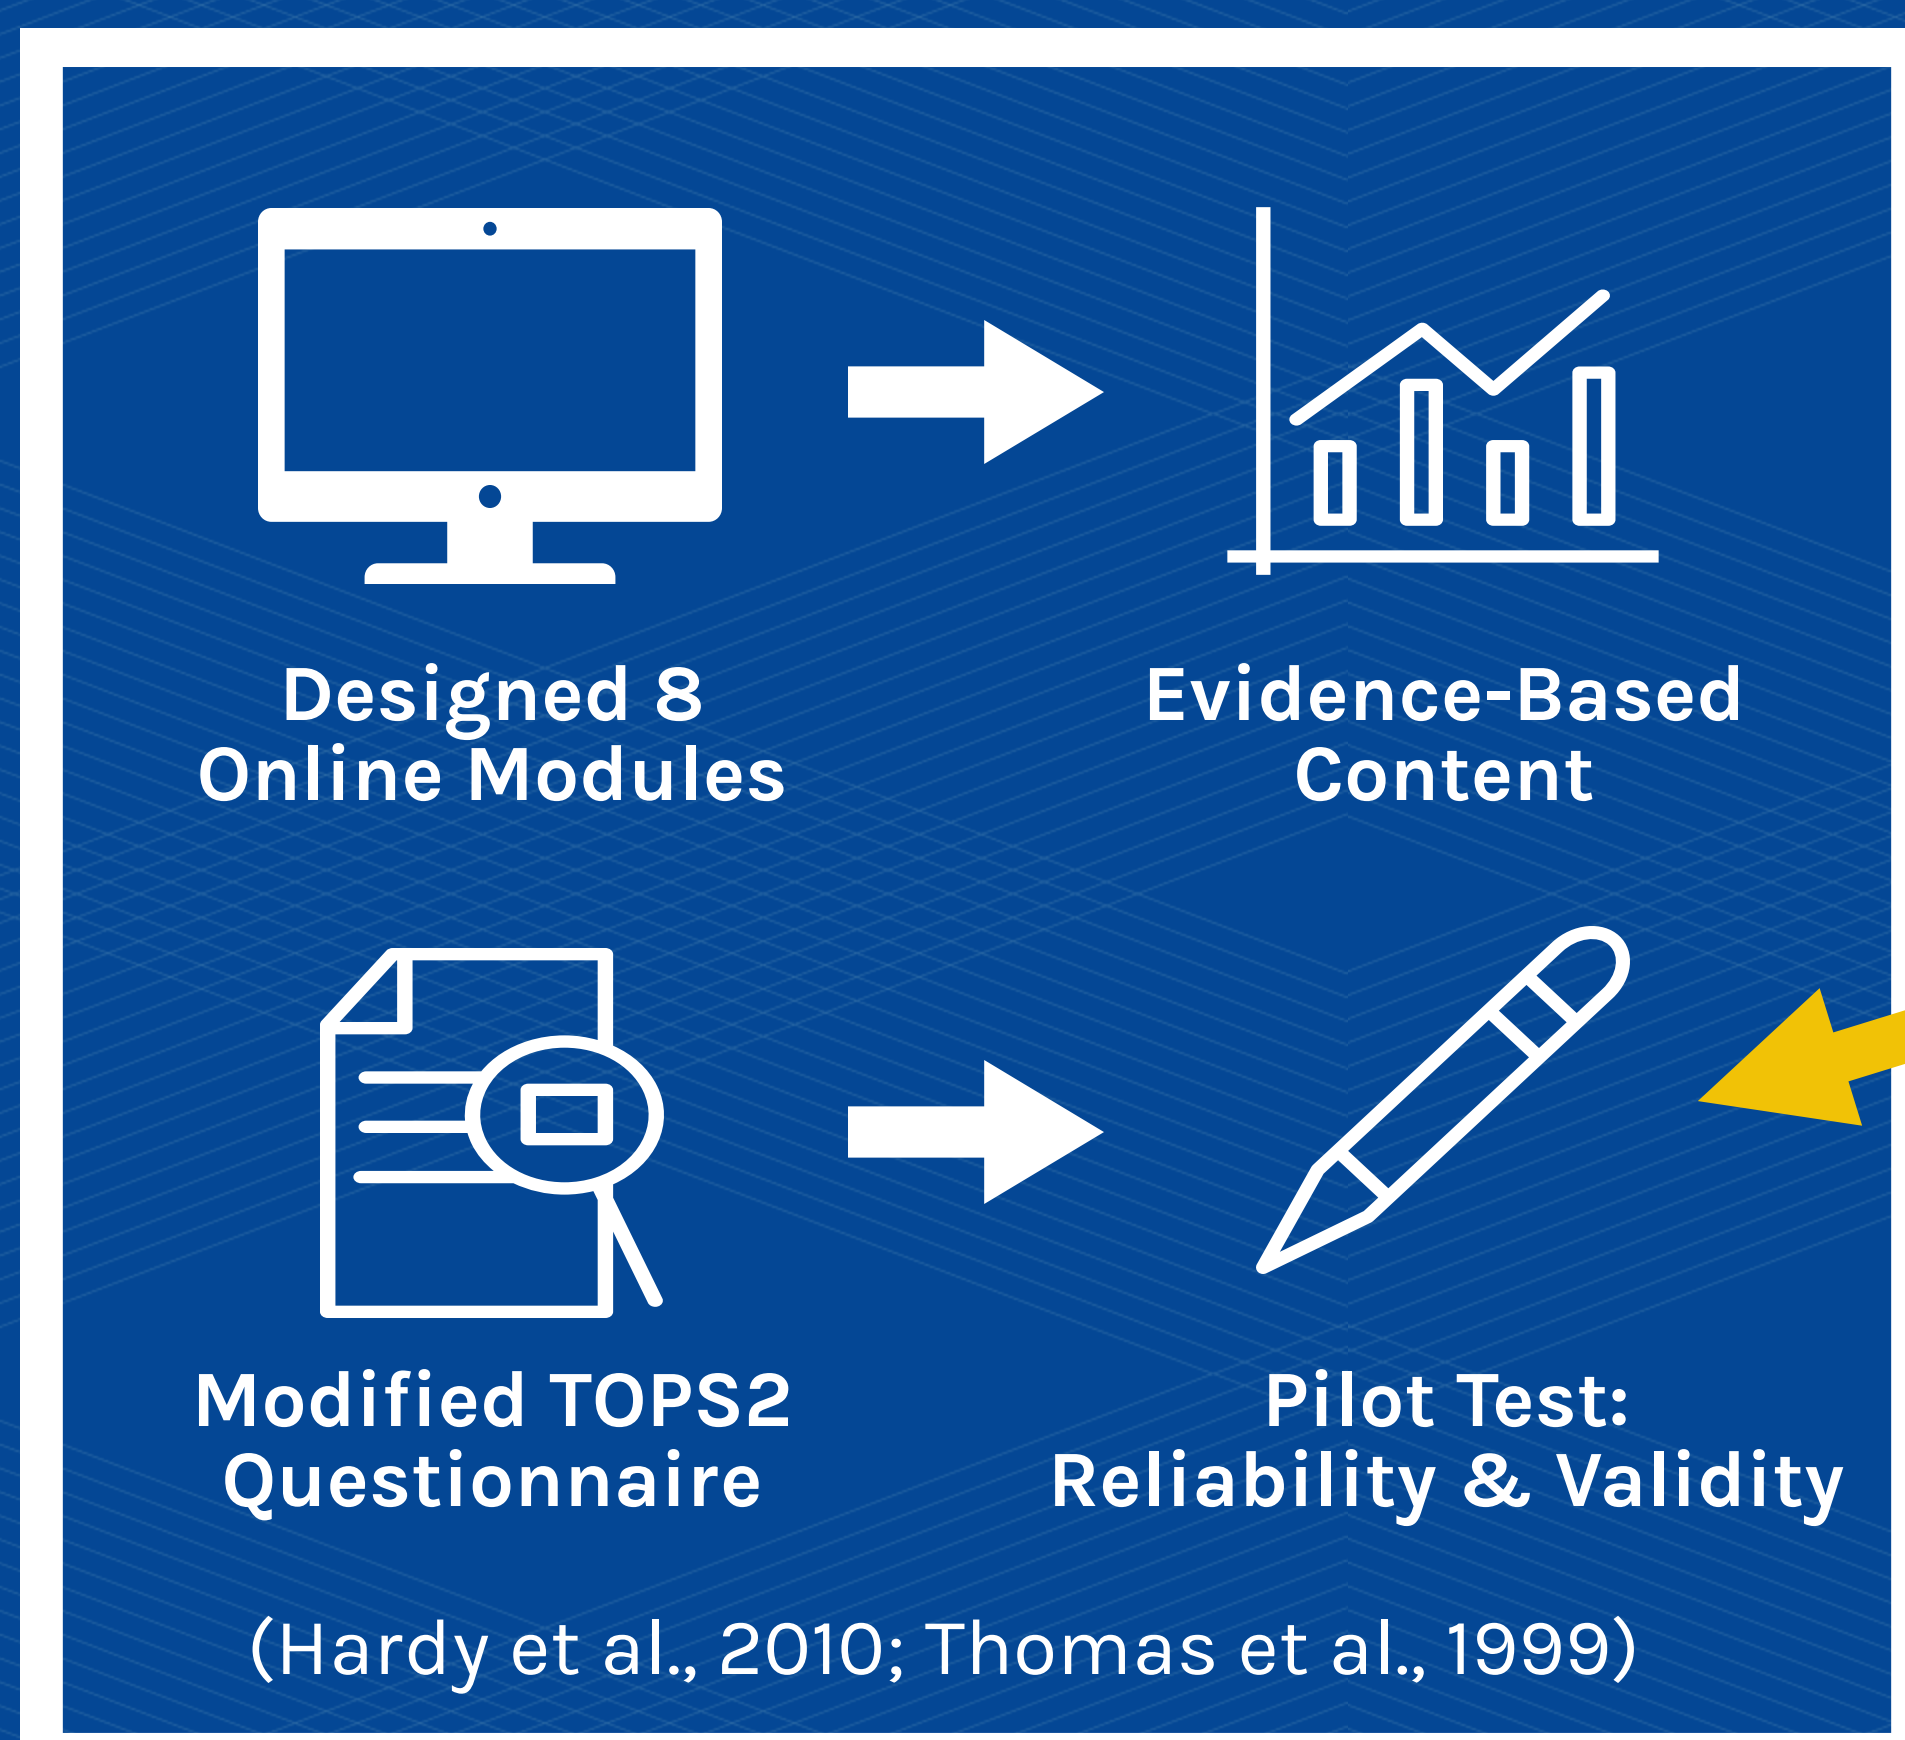 Designed 8
Online Modules
Evidence-Based
Content
Modified TOPS2
Questionnaire
Pilot Test:
Reliability & Validity
(Hardy et al., 2010; Thomas et al., 1999)